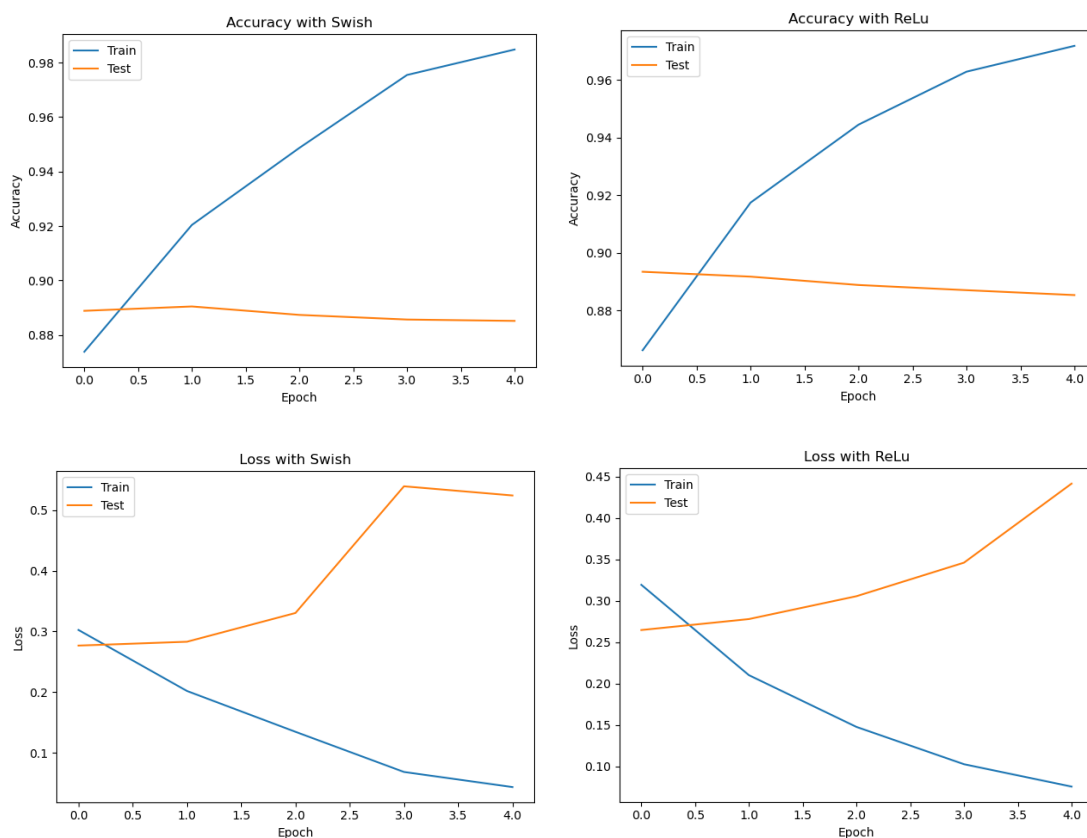 Accuracy with Swish
Train
Test
0.98
0.96
0.94
0.92
0.90
0.88
Accuracy
0.0 0.5 1.0 1.5 2.0 2.5 3.0 3.5 4.0
Epoch
Accuracy with ReLu
Train
Test
0.96
0.94
0.92
0.90
0.88
Accuracy
0.0 0.5 1.0 1.5 2.0 2.5 3.0 3.5 4.0
Epoch
Loss with Swish
Train
Test
0.5
0.4
0.3
0.2
0.1
Loss
0.0 0.5 1.0 1.5 2.0 2.5 3.0 3.5 4.0
Epoch
Loss with ReLu
Train
Test
0.45
0.40
0.35
0.30
0.25
0.20
0.15
0.10
Loss
0.0 0.5 1.0 1.5 2.0 2.5 3.0 3.5 4.0
Epoch